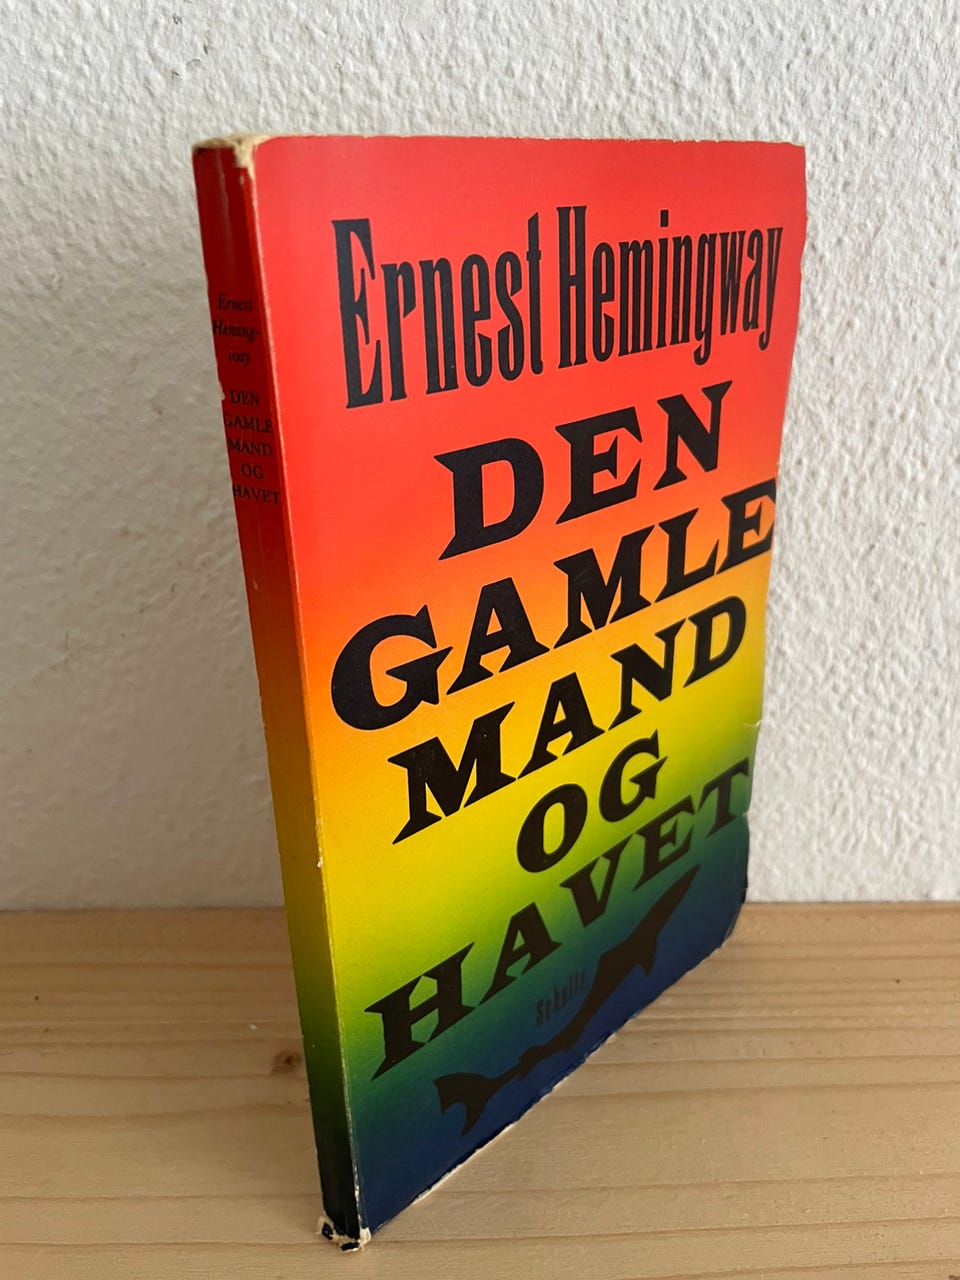 Ernest
Heming-
way
DEN
GAMLE
MAND
OG
HAVET
Ernest Hemingway
DEN
GAMLE
MAND
OG
HAVET
Schultz